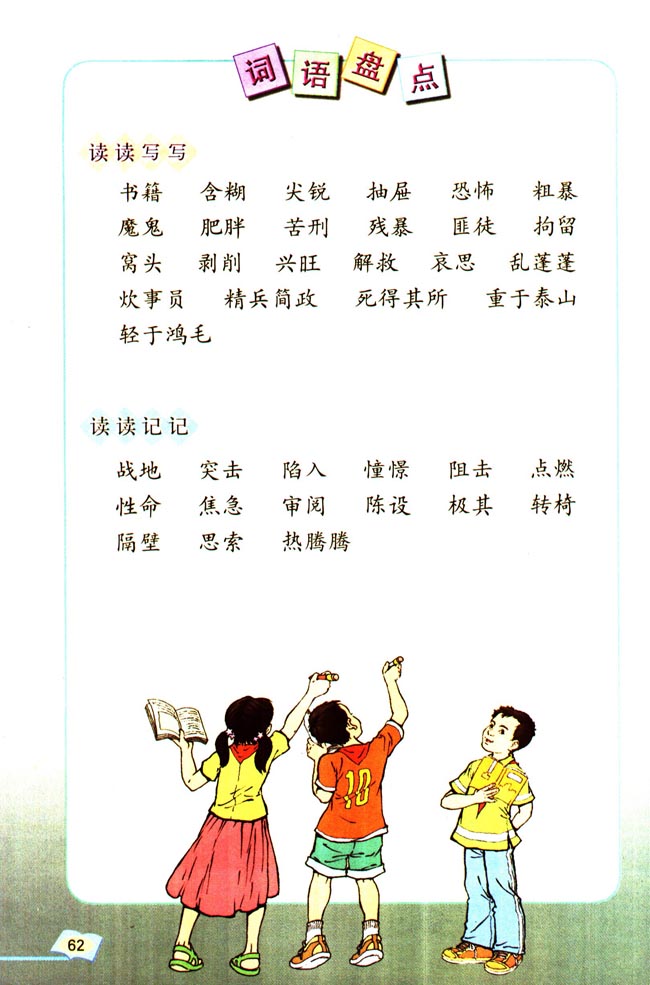 词语盘点
读读写写
书籍 含糊 尖锐 抽屉 恐怖 粗暴
魔鬼 肥胖 苦刑 残暴 匪徒 拘留
窝头 剥削 兴旺 解救 哀思 乱蓬蓬
炊事员 精兵简政 死得其所 重于泰山
轻于鸿毛
读读记记
战地 突击 陷入 憧憬 阻击 点燃
性命 焦急 审阅 陈设 极其 转椅
隔壁 思索 热腾腾
10
62